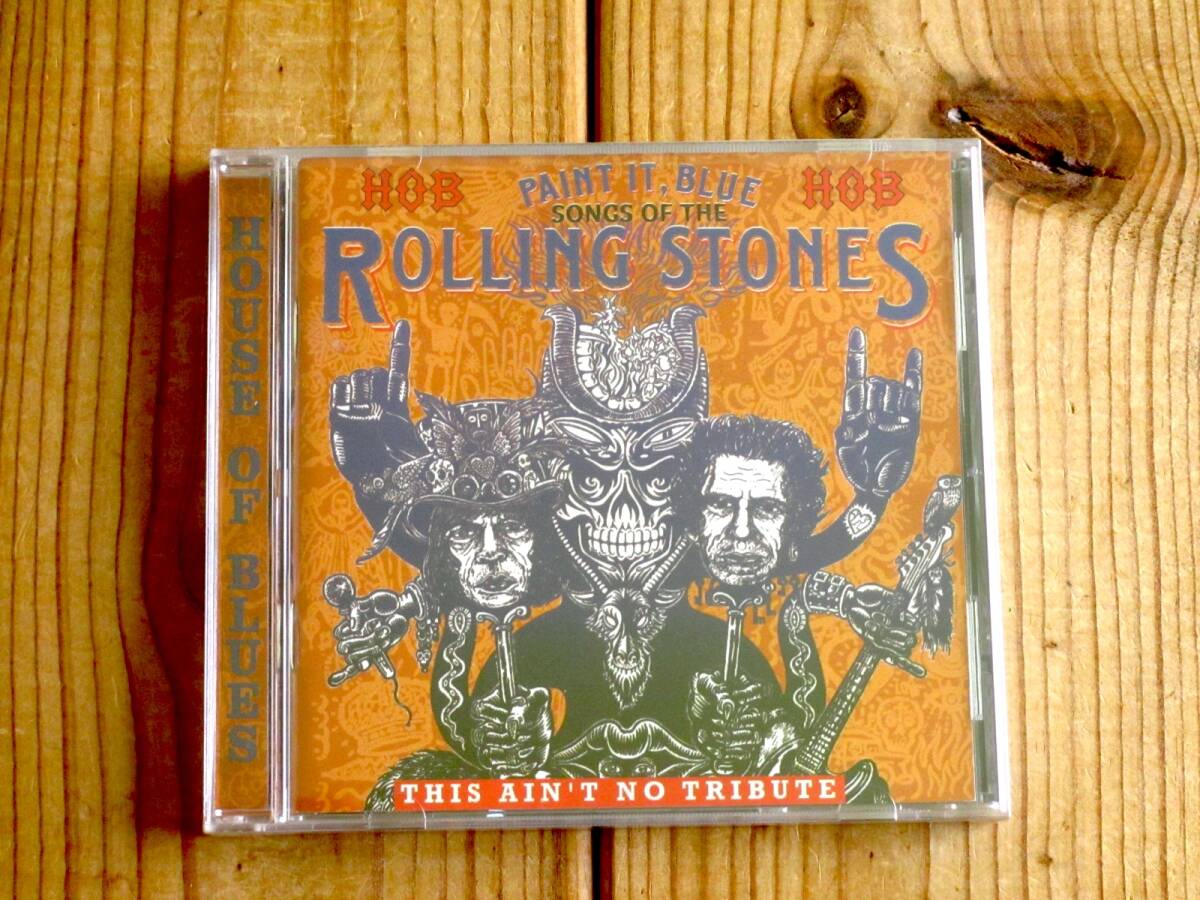 HOUSE OF BLUES
HOB
PAINT IT, BLUE
HOB
SONGS OF THE
ROLLING STONES
THIS AIN'T NO TRIBUTE